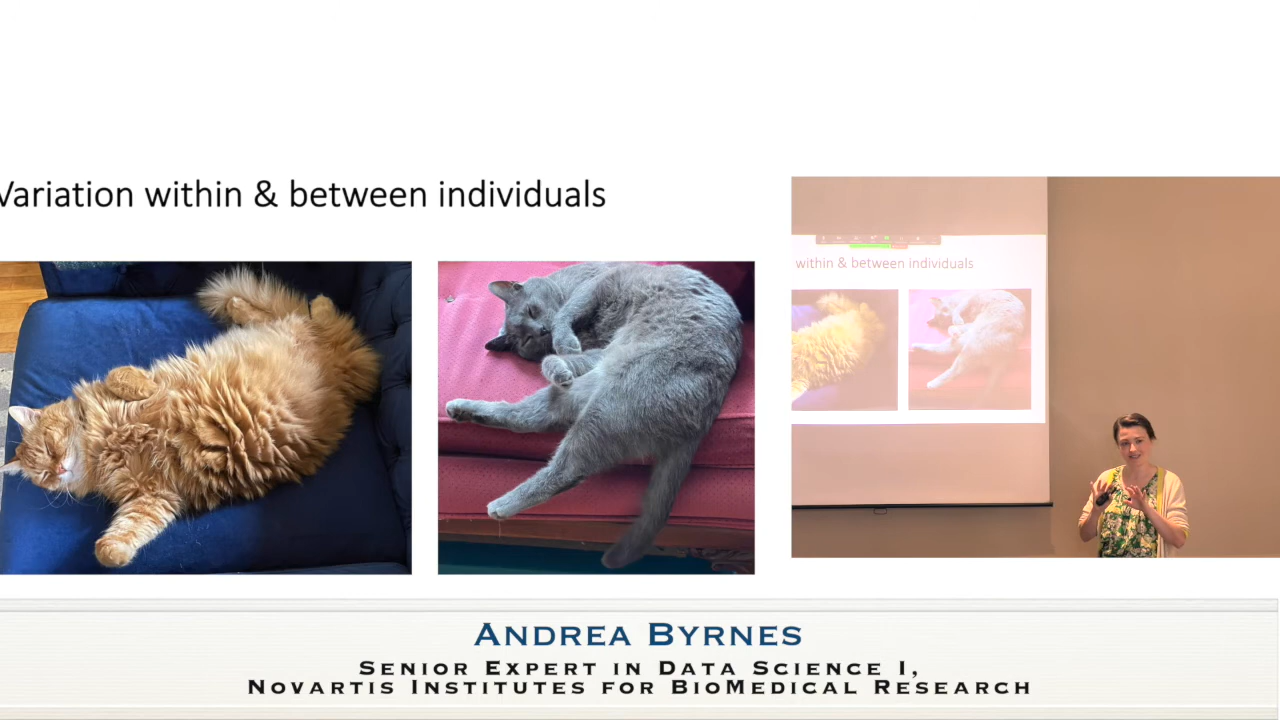 Variation within & between individuals
within & between individuals
Andrea Byrnes
Senior Expert in Data Science I,
Novartis Institutes for BioMedical Research